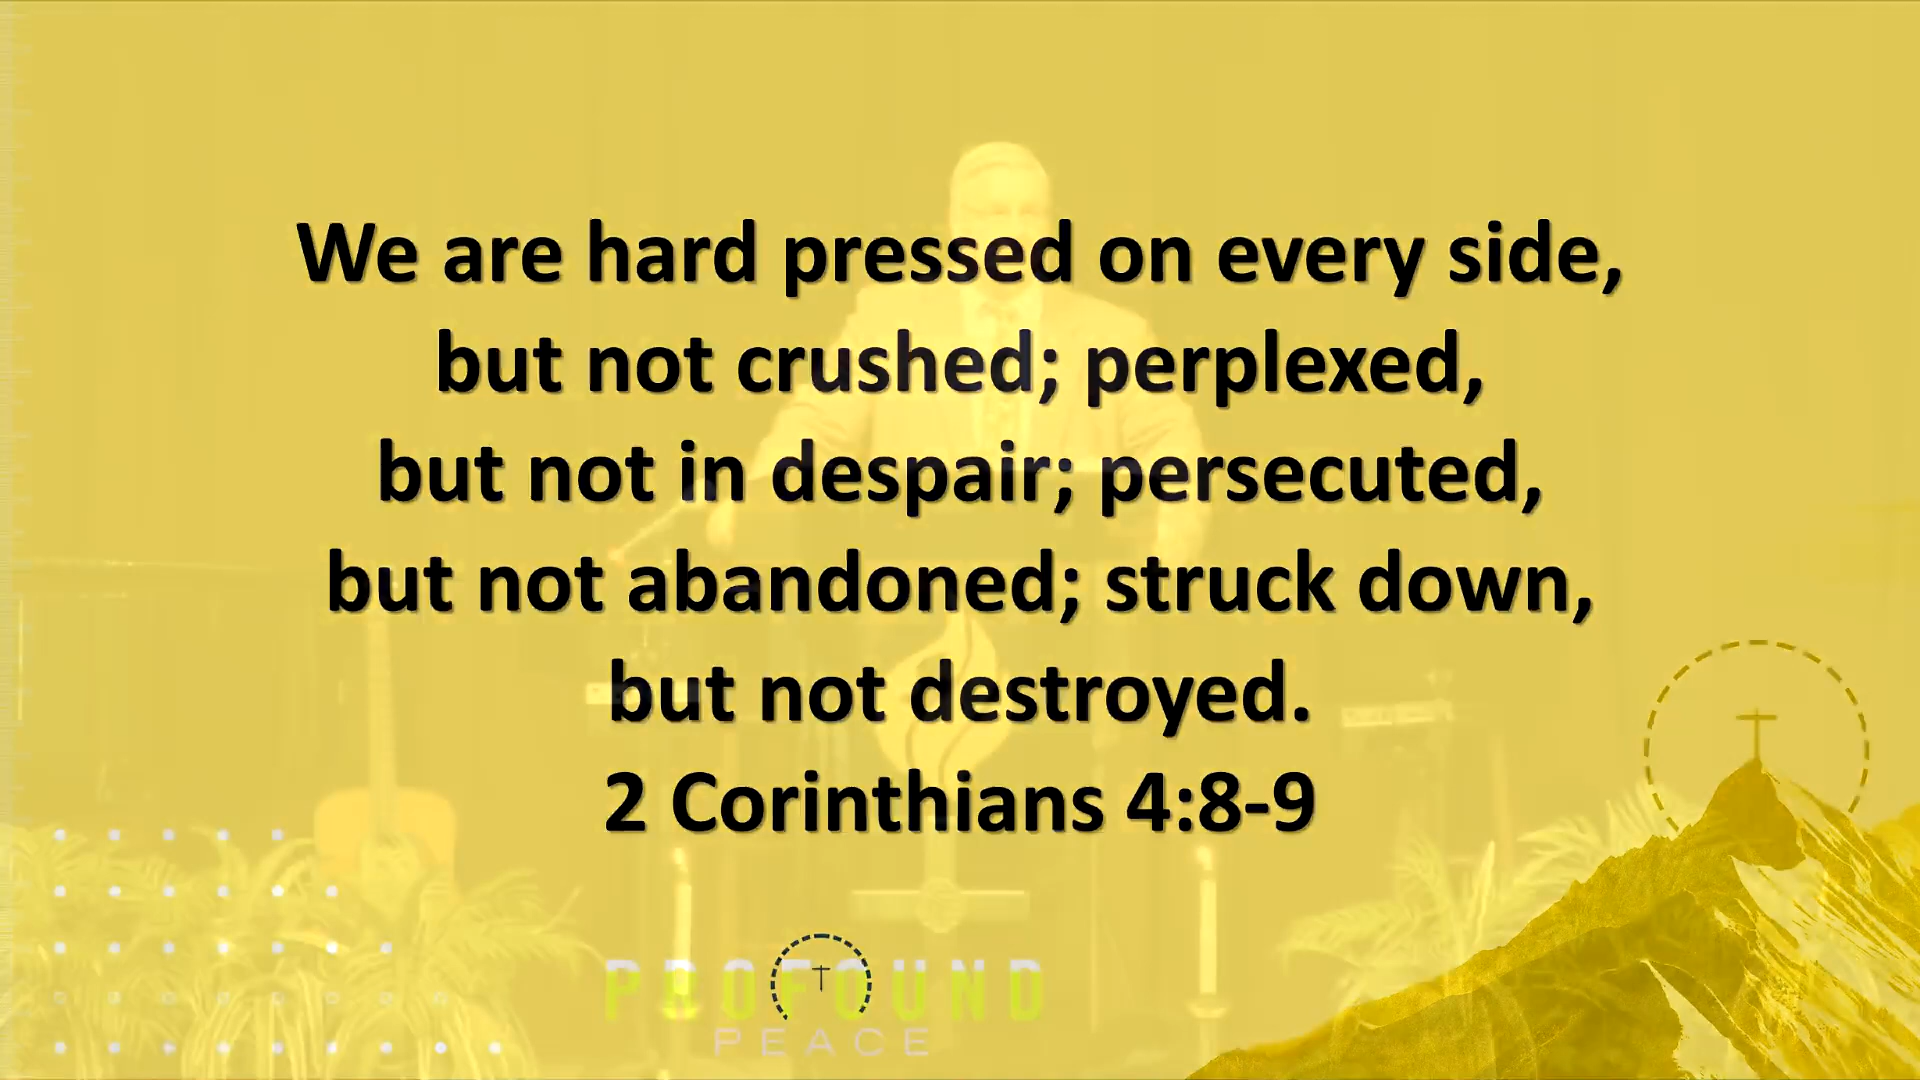 We are hard pressed on every side,
but not crushed; perplexed,
but not in despair; persecuted,
but not abandoned; struck down,
but not destroyed.
2 Corinthians 4:8-9
PROFOUND
PEACE